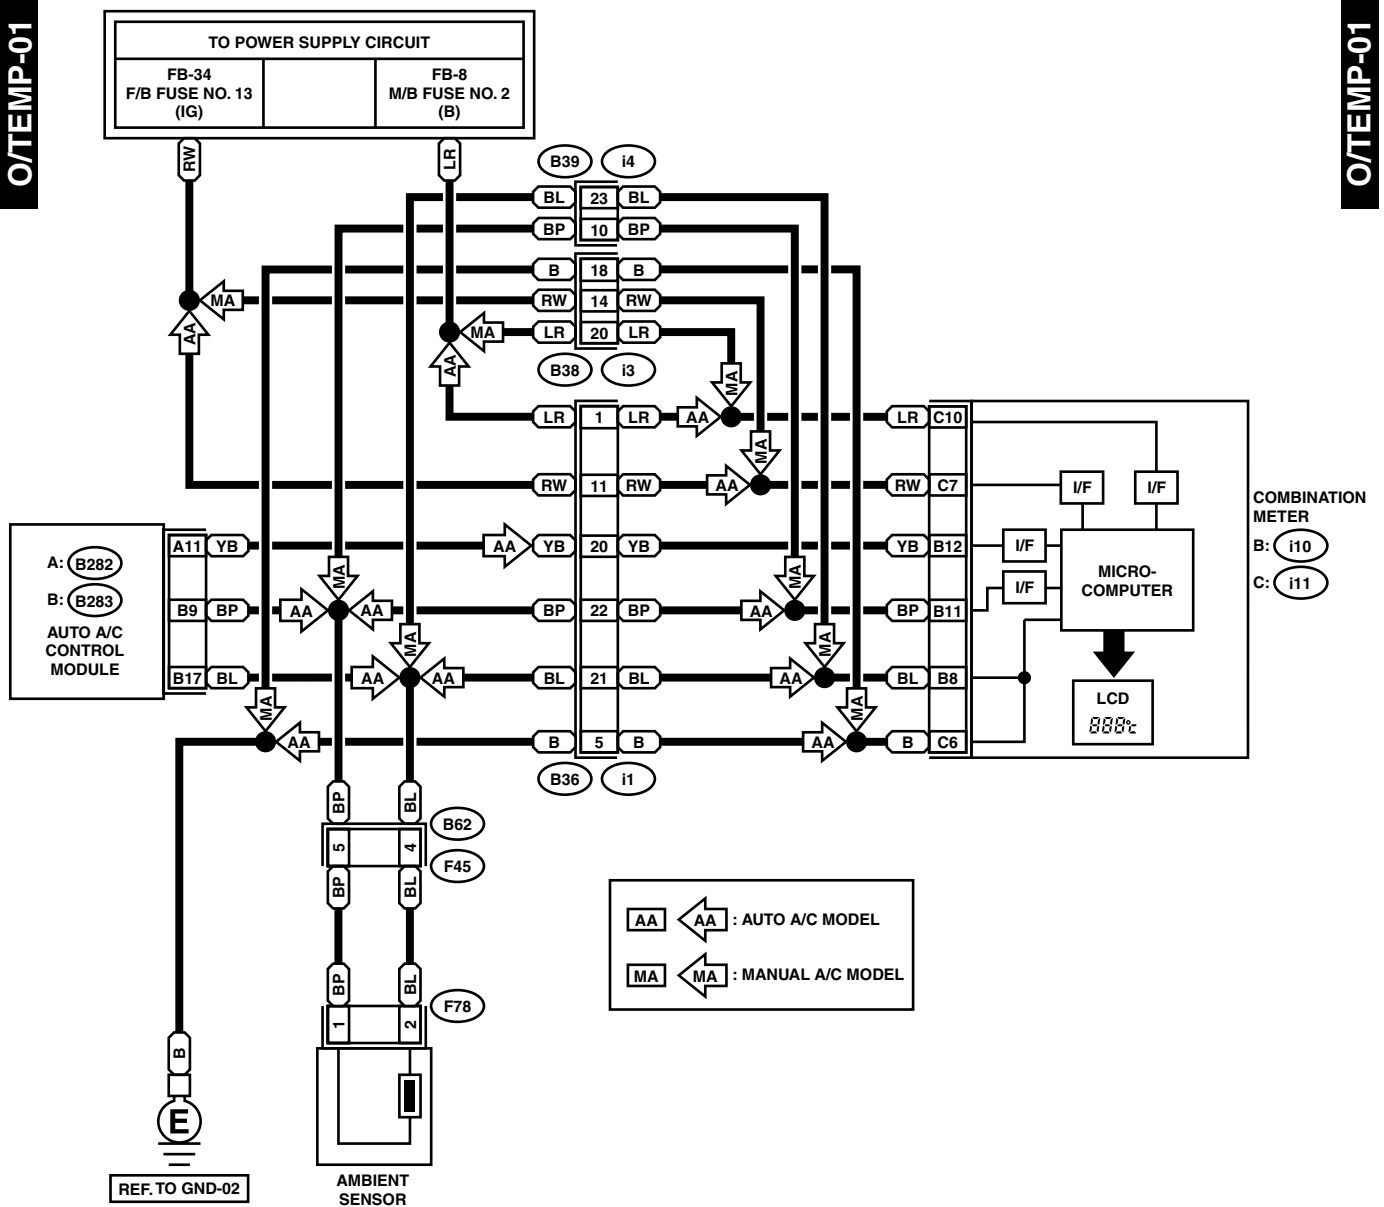 O/TEMP-01
O/TEMP-01
TO POWER SUPPLY CIRCUIT
FB-34
F/B FUSE NO. 13
(IG)
FB-8
M/B FUSE NO. 2
(B)
RW
LR
B39
i4
BL 23 BL
BP 10 BP
B 18 B
MA
RW 14 RW
MA
LR 20 LR
AA
AA
B38
i3
MA
LR 1 LR
AA
LR C10
MA
RW 11 RW
AA
RW C7
I/F
I/F
COMBINATION
METER
B: i10
C: i11
A: B282
B: B283
AUTO A/C
CONTROL
MODULE
A11 YB
AA
YB 20 YB
YB B12
I/F
MICRO-
COMPUTER
MA
MA
B9 BP
AA
AA
BP 22 BP
AA
BP B11
I/F
MA
MA
B17 BL
AA
AA
BL 21 BL
AA
BL B8
LCD
888°C
MA
MA
AA
B 5 B
AA
B C6
B36
i1
BP
BL
B62
5
4
F45
BP
BL
AA
AA
: AUTO A/C MODEL
MA
MA
: MANUAL A/C MODEL
BP
BL
F78
1
2
B
E
REF. TO GND-02
AMBIENT
SENSOR